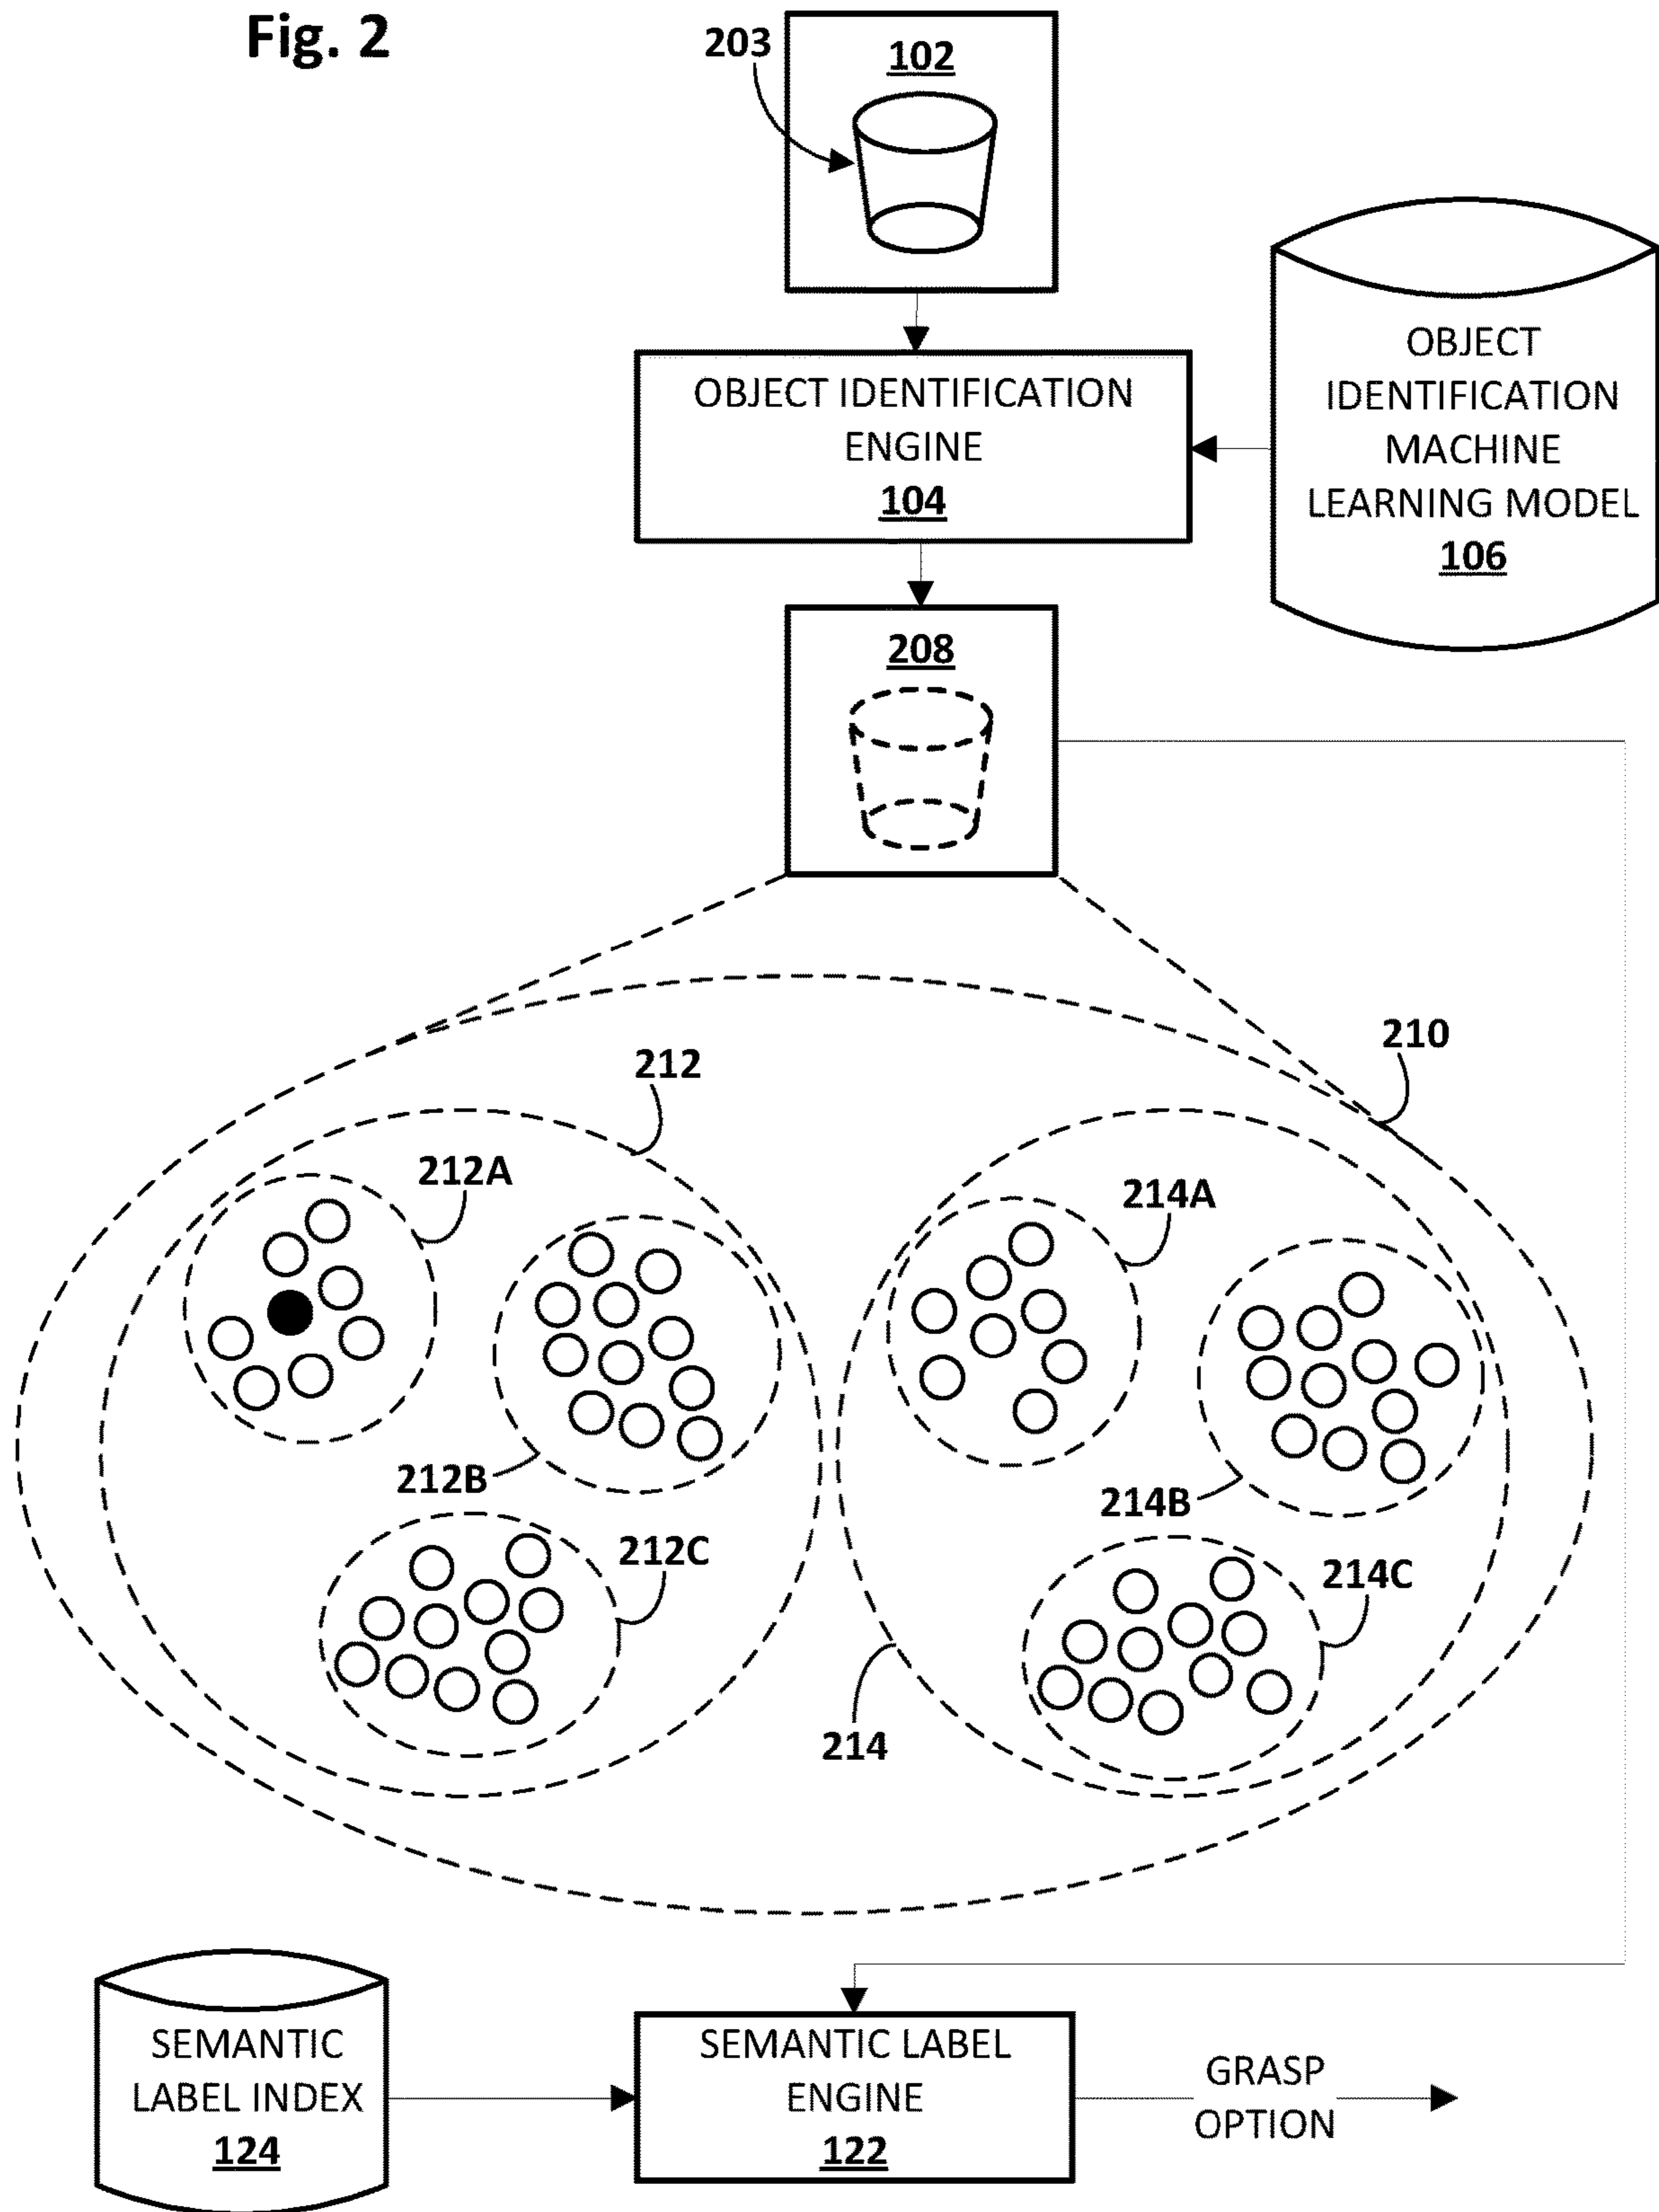 Fig. 2
203
102
OBJECT IDENTIFICATION
ENGINE
104
OBJECT
IDENTIFICATION
MACHINE
LEARNING MODEL
106
208
210
212
212A
214A
212B
214B
212C
214C
214
SEMANTIC
LABEL INDEX
124
SEMANTIC LABEL
ENGINE
122
GRASP
OPTION